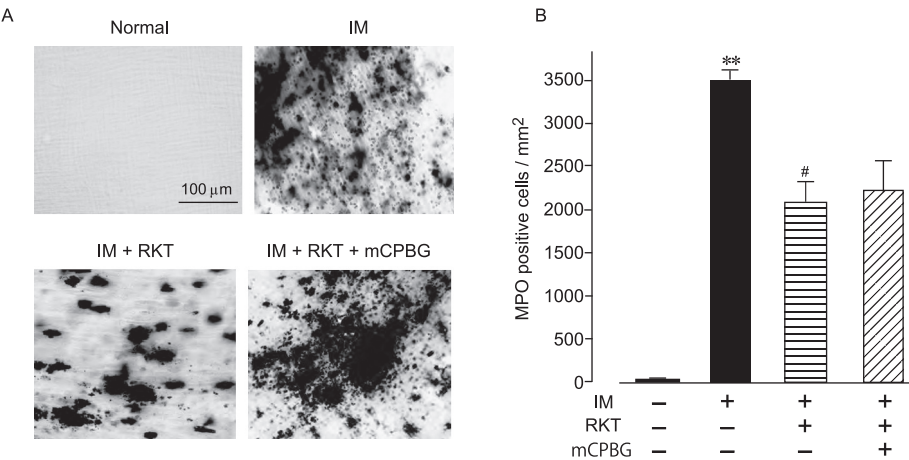 A
Normal
IM
100 μm
IM + RKT
IM + RKT + mCPBG
B
MPO positive cells / mm2
3500
3000
2500
2000
1500
1000
500
0
**
#
IM − + + +
RKT − − + +
mCPBG − − − +